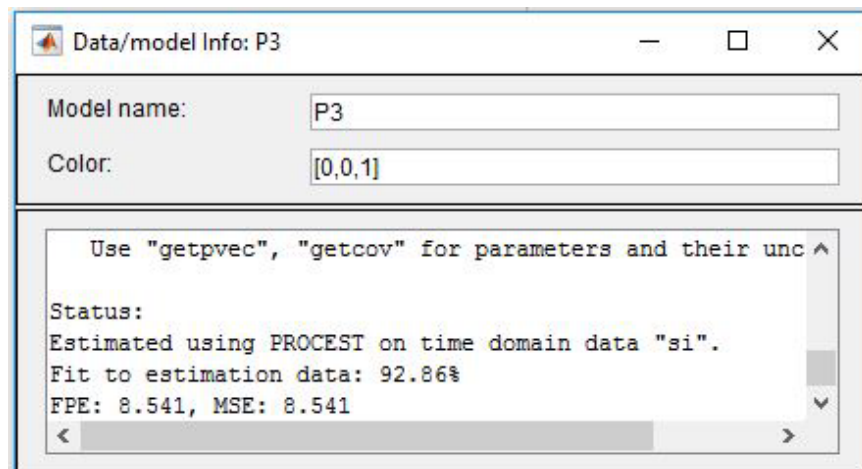 Data/model Info: P3
Model name: P3
Color: [0,0,1]
Use "getpvec", "getcov" for parameters and their unc
Status:
Estimated using PROCEST on time domain data "si".
Fit to estimation data: 92.86%
FPE: 8.541, MSE: 8.541